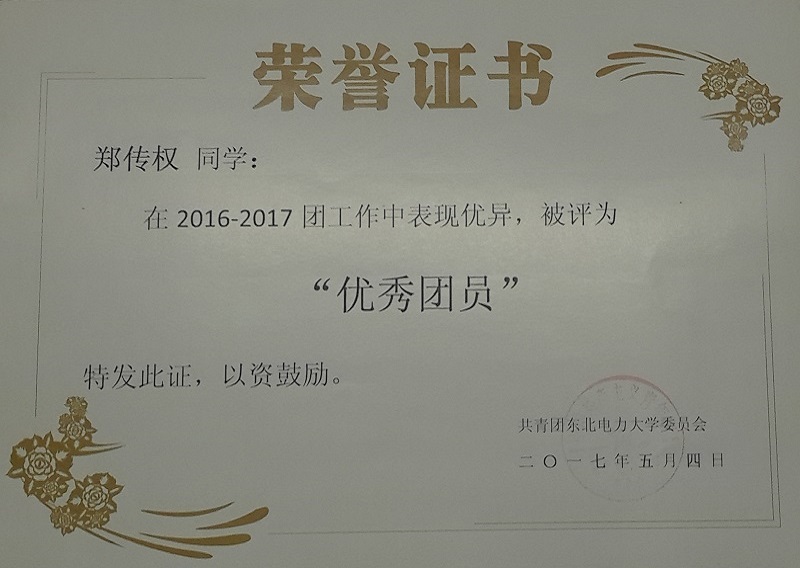 荣誉证书
郑传权 同学：
在 2016-2017 团工作中表现优异，被评为
“优秀团员”
特发此证，以资鼓励。
共青团东北电力大学委员会
二〇一七年五月四日